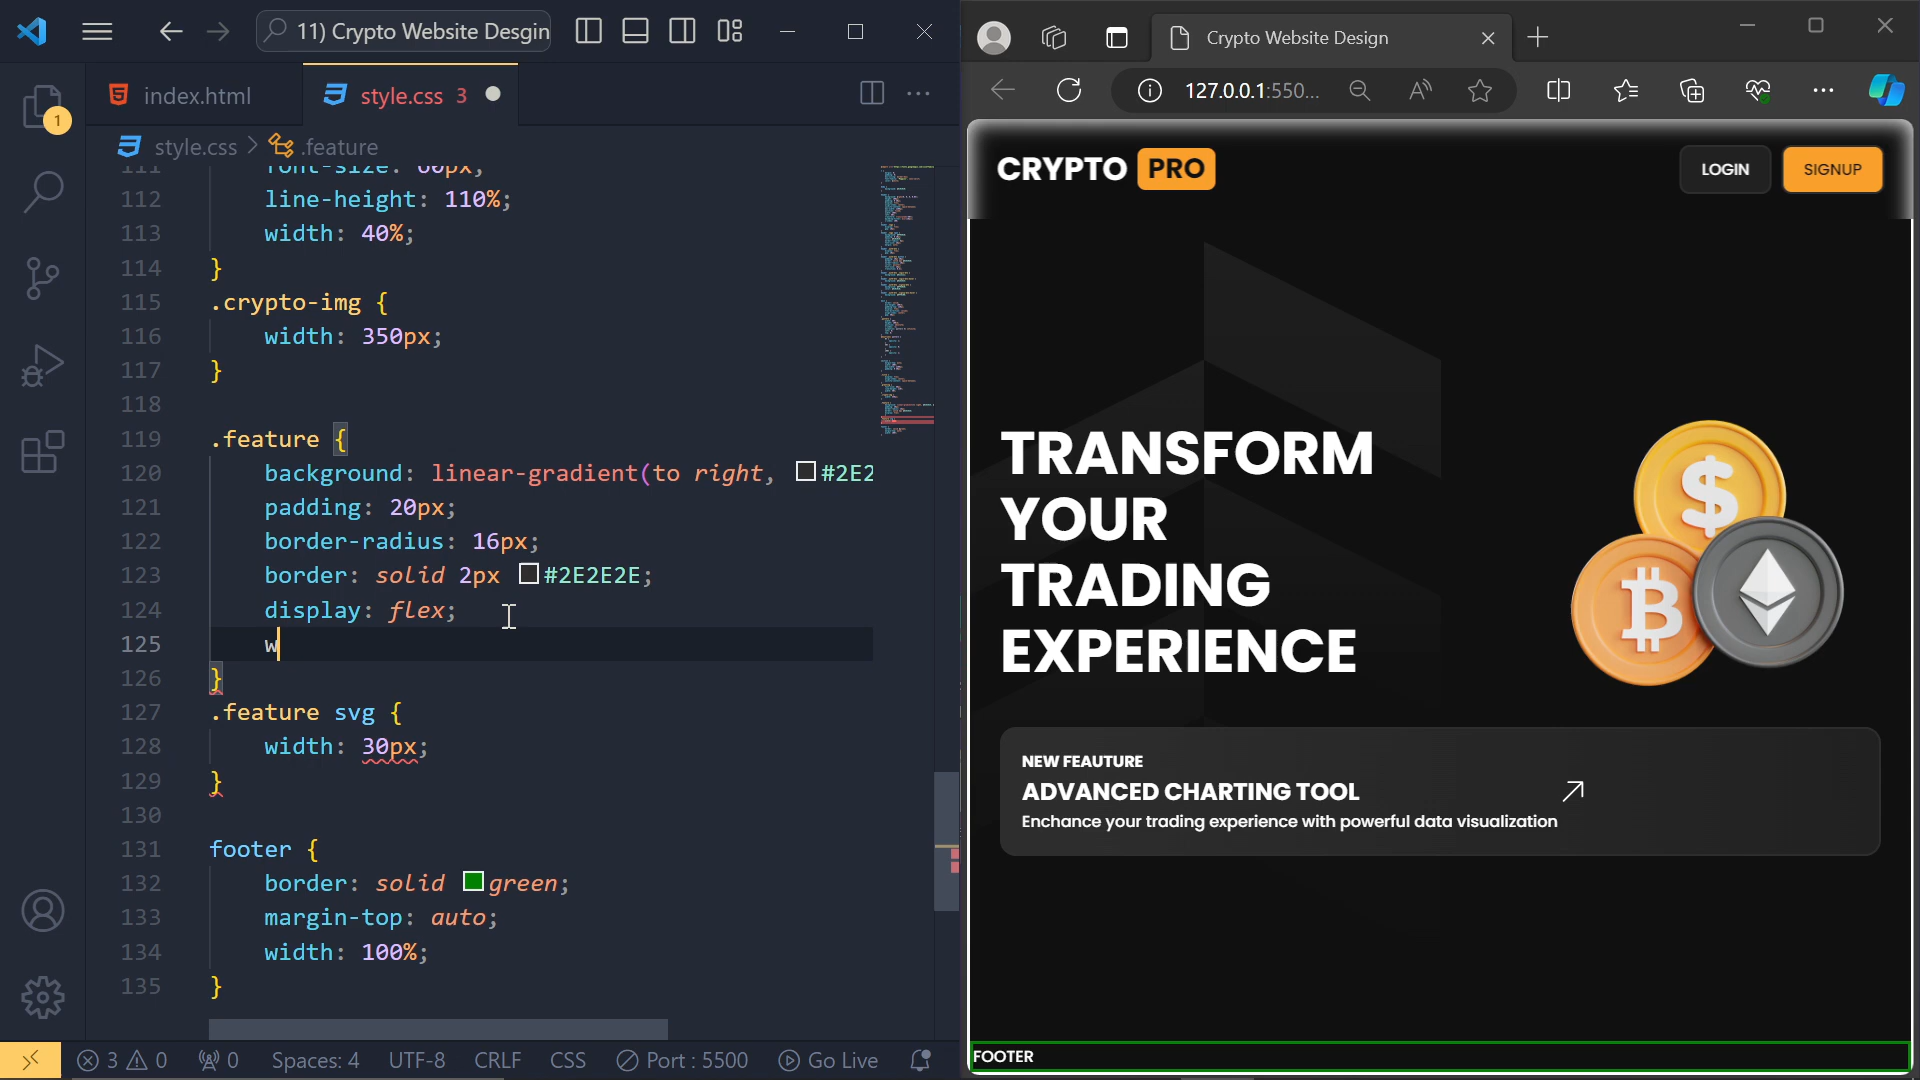 11) Crypto Website Desgin
index.html
style.css 3
1
style.css > .feature
112 line-height: 110%;
113 width: 40%;
114 }
115 .crypto-img {
116 width: 350px;
117 }
118
119 .feature {
120 background: linear-gradient(to right, #2E2
121 padding: 20px;
122 border-radius: 16px;
123 border: solid 2px #2E2E2E;
124 display: flex;
125 w
126 }
127 .feature svg {
128 width: 30px;
129 }
130
131 footer {
132 border: solid green;
133 margin-top: auto;
134 width: 100%;
135 }
3 0 0 Spaces: 4 UTF-8 CRLF CSS Port : 5500 Go Live
Crypto Website Design
127.0.0.1:550...
CRYPTO PRO
LOGIN
SIGNUP
TRANSFORM
YOUR
TRADING
EXPERIENCE
NEW FEAUTURE
ADVANCED CHARTING TOOL
Enchance your trading experience with powerful data visualization
FOOTER